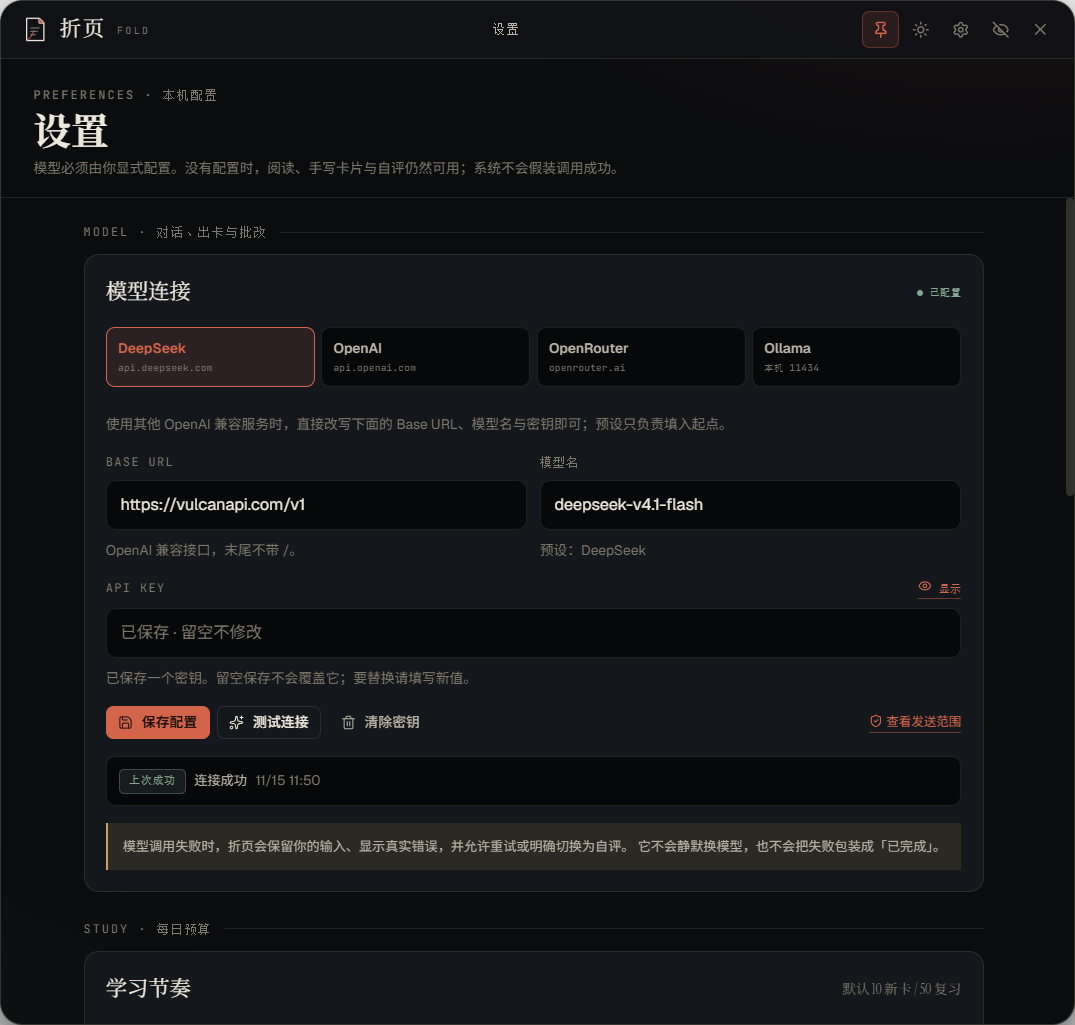 折页 FOLD 设置
PREFERENCES · 本机配置
设置
模型必须由你显式配置。没有配置时，阅读、手写卡片与自评仍然可用；系统不会假装调用成功。
MODEL · 对话、出卡与批改
模型连接
已配置
DeepSeek
api.deepseek.com
OpenAI
api.openai.com
OpenRouter
openrouter.ai
Ollama
本机 11434
使用其他 OpenAI 兼容服务时，直接改写下面的 Base URL、模型名与密钥即可；预设只负责填入起点。
BASE URL
https://vulcanapi.com/v1
OpenAI 兼容接口，末尾不带 /。
模型名
deepseek-v4.1-flash
预设：DeepSeek
API KEY
显示
已保存 · 留空不修改
已保存一个密钥。留空保存不会覆盖它；要替换请填写新值。
保存配置 测试连接 清除密钥 查看发送范围
上次成功 连接成功 11/15 11:50
模型调用失败时，折页会保留你的输入、显示真实错误，并允许重试或明确切换为自评。 它不会静默换模型，也不会把失败包装成「已完成」。
STUDY · 每日预算
学习节奏
默认 10 新卡 / 50 复习